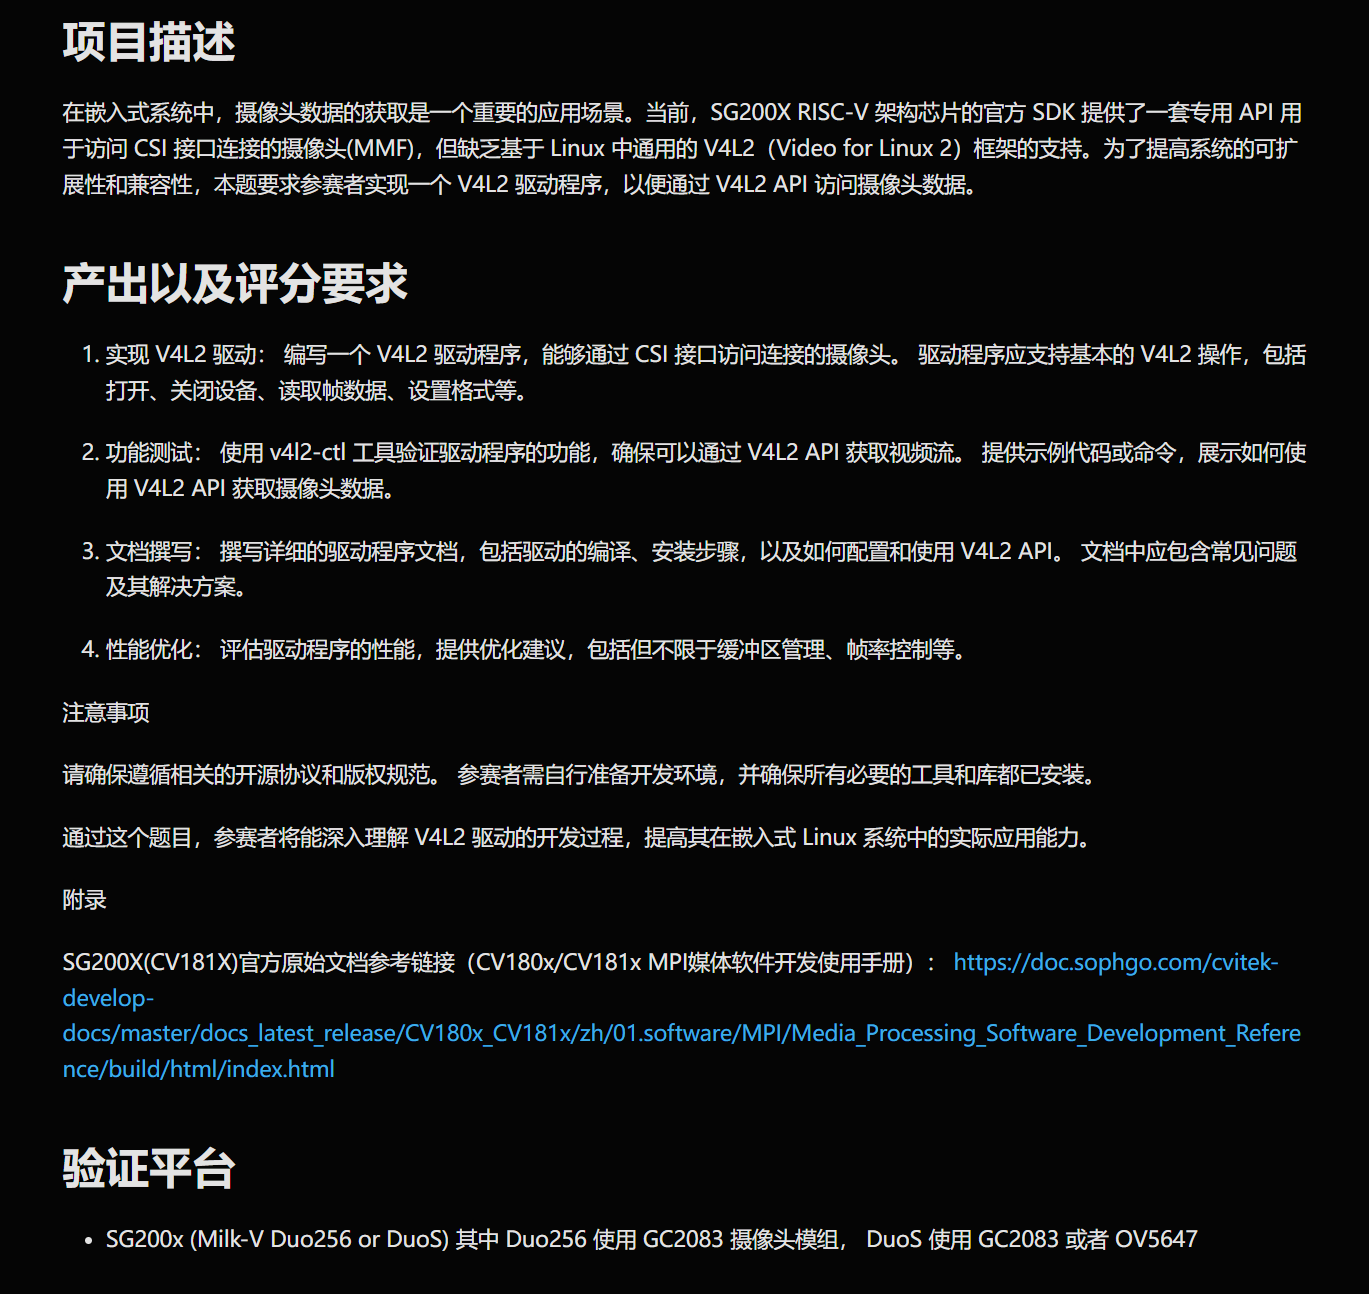 项目描述
在嵌入式系统中，摄像头数据的获取是一个重要的应用场景。当前，SG200X RISC-V 架构芯片的官方 SDK 提供了一套专用 API 用
于访问 CSI 接口连接的摄像头(MMF)，但缺乏基于 Linux 中通用的 V4L2（Video for Linux 2）框架的支持。为了提高系统的可扩
展性和兼容性，本题要求参赛者实现一个 V4L2 驱动程序，以便通过 V4L2 API 访问摄像头数据。
产出以及评分要求
1. 实现 V4L2 驱动： 编写一个 V4L2 驱动程序，能够通过 CSI 接口访问连接的摄像头。 驱动程序应支持基本的 V4L2 操作，包括
打开、关闭设备、读取帧数据、设置格式等。
2. 功能测试： 使用 v4l2-ctl 工具验证驱动程序的功能，确保可以通过 V4L2 API 获取视频流。 提供示例代码或命令，展示如何使
用 V4L2 API 获取摄像头数据。
3. 文档撰写： 撰写详细的驱动程序文档，包括驱动的编译、安装步骤，以及如何配置和使用 V4L2 API。 文档中应包含常见问题
及其解决方案。
4. 性能优化： 评估驱动程序的性能，提供优化建议，包括但不限于缓冲区管理、帧率控制等。
注意事项
请确保遵循相关的开源协议和版权规范。 参赛者需自行准备开发环境，并确保所有必要的工具和库都已安装。
通过这个题目，参赛者将能深入理解 V4L2 驱动的开发过程，提高其在嵌入式 Linux 系统中的实际应用能力。
附录
SG200X(CV181X)官方原始文档参考链接（CV180x/CV181x MPI媒体软件开发使用手册）： https://doc.sophgo.com/cvitek-
develop-
docs/master/docs_latest_release/CV180x_CV181x/zh/01.software/MPI/Media_Processing_Software_Development_Refere
nce/build/html/index.html
验证平台
• SG200x (Milk-V Duo256 or DuoS) 其中 Duo256 使用 GC2083 摄像头模组， DuoS 使用 GC2083 或者 OV5647